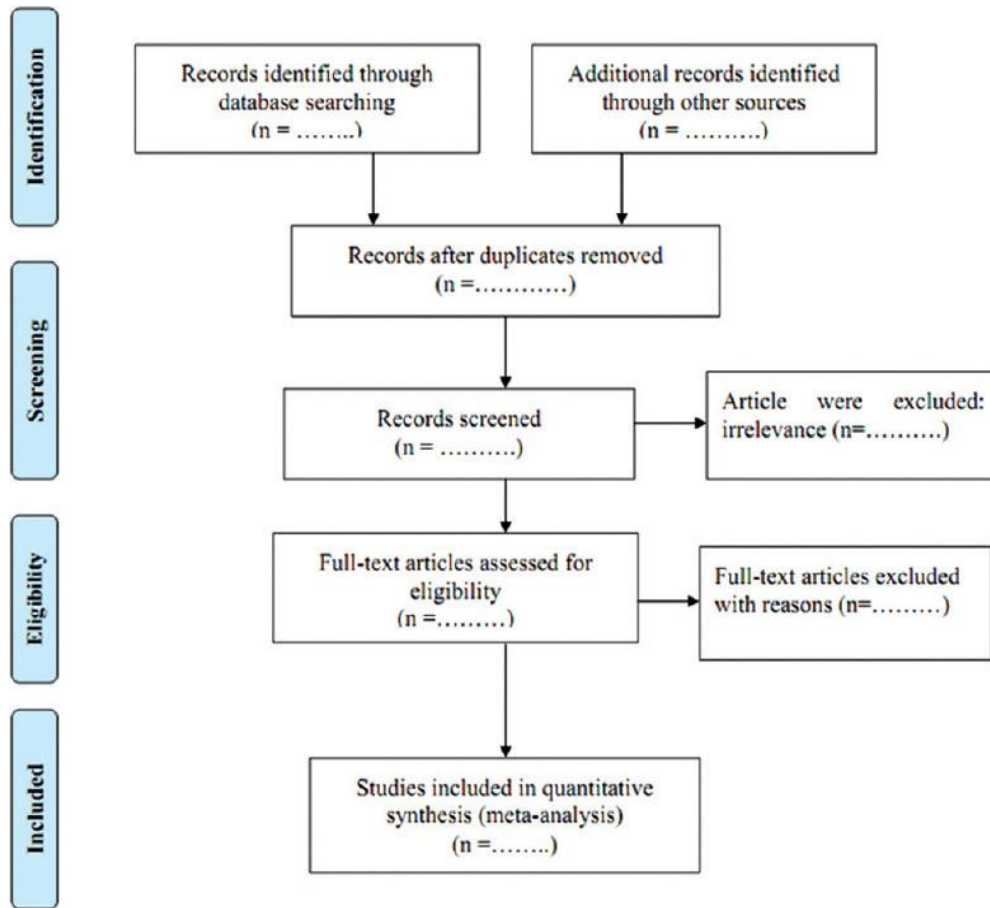 Identification
Records identified through
database searching
(n = ……..)
Additional records identified
through other sources
(n = ……….)
Records after duplicates removed
(n =…………)
Screening
Records screened
(n = ……….)
Article were excluded:
irrelevance (n=……….)
Eligibility
Full-text articles assessed for
eligibility
(n =………)
Full-text articles excluded
with reasons (n=………)
Included
Studies included in quantitative
synthesis (meta-analysis)
(n =……..)